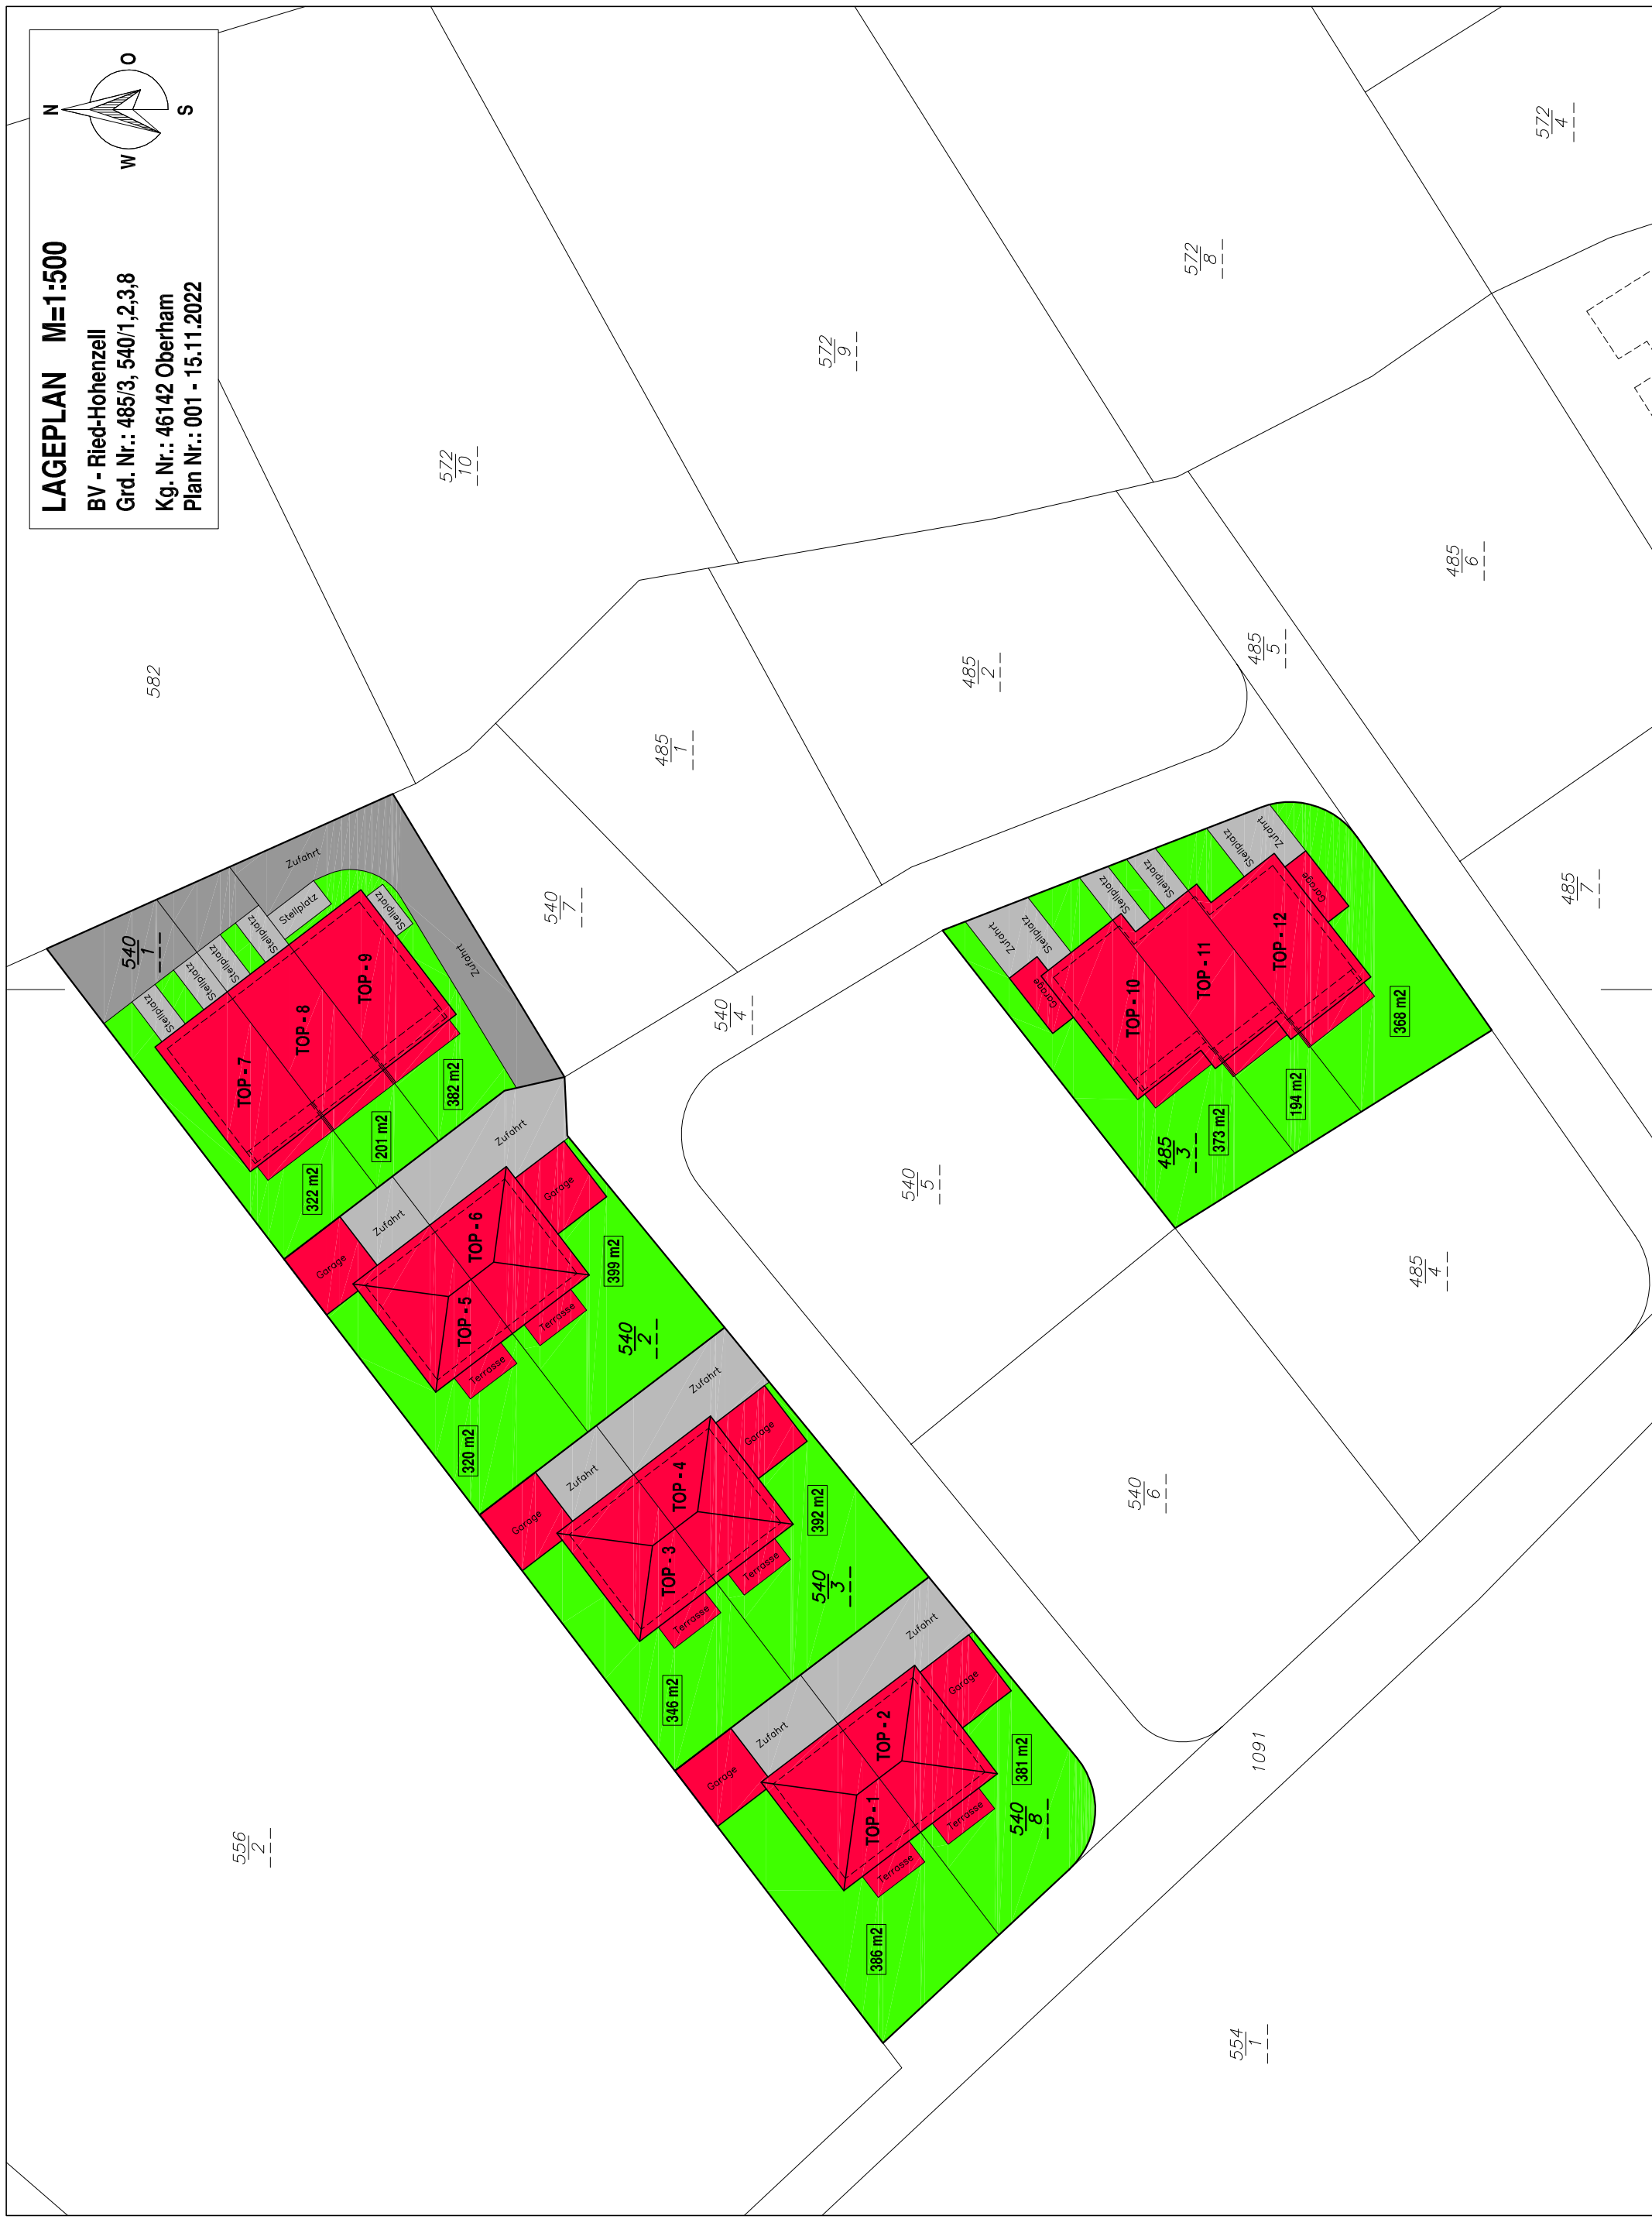 LAGEPLAN   M=1:500
BV - Ried-Hohenzell
Grd. Nr.: 485/3, 540/1,2,3,8
Kg. Nr.: 46142 Oberham
Plan Nr.: 001 - 15.11.2022
N
W
O
S
556
2
582
540
1
Zufahrt
Stellplatz
Stellplatz
Stellplatz
Stellplatz
Stellplatz
Stellplatz
Zufahrt
TOP - 7
TOP - 8
TOP - 9
322 m2
201 m2
382 m2
Zufahrt
Zufahrt
Garage
Garage
TOP - 5
TOP - 6
Terrasse
Terrasse
320 m2
399 m2
540
2
Zufahrt
Zufahrt
Garage
Garage
TOP - 3
TOP - 4
Terrasse
Terrasse
346 m2
392 m2
540
3
Zufahrt
Zufahrt
Garage
Garage
TOP - 1
TOP - 2
Terrasse
Terrasse
386 m2
381 m2
540
8
572
10
572
9
572
8
572
4
540
7
485
1
485
2
485
5
485
6
485
7
540
4
540
5
540
6
485
4
Zufahrt
Stellplatz
Stellplatz
Stellplatz
Stellplatz
Zufahrt
Garage
Garage
TOP - 10
TOP - 11
TOP - 12
485
3
373 m2
194 m2
368 m2
1091
554
1